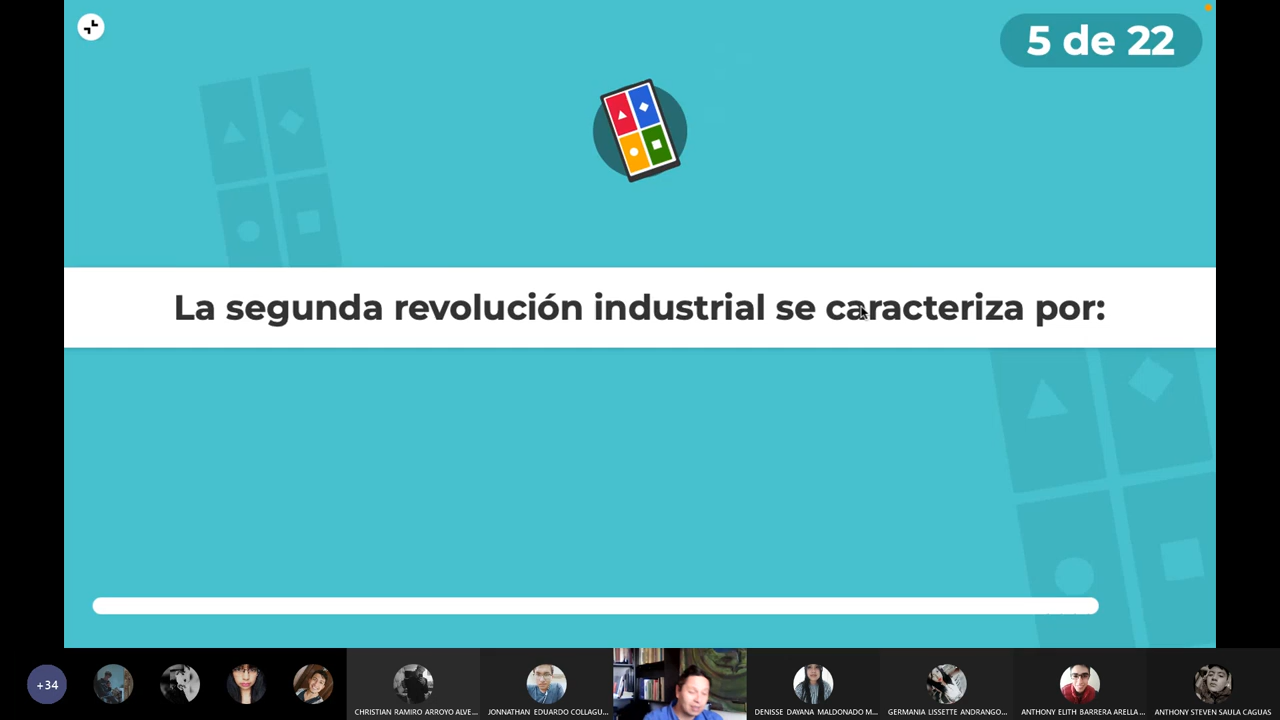 5 de 22
La segunda revolución industrial se caracteriza por:
+34
CHRISTIAN RAMIRO ARROYO ALVE...
JONNATHAN EDUARDO COLLAGU...
DENISSE DAYANA MALDONADO M...
GERMANIA LISSETTE ANDRANGO...
ANTHONY ELITH BARRERA ARELLA ...
ANTHONY STEVEN SAULA CAGUAS